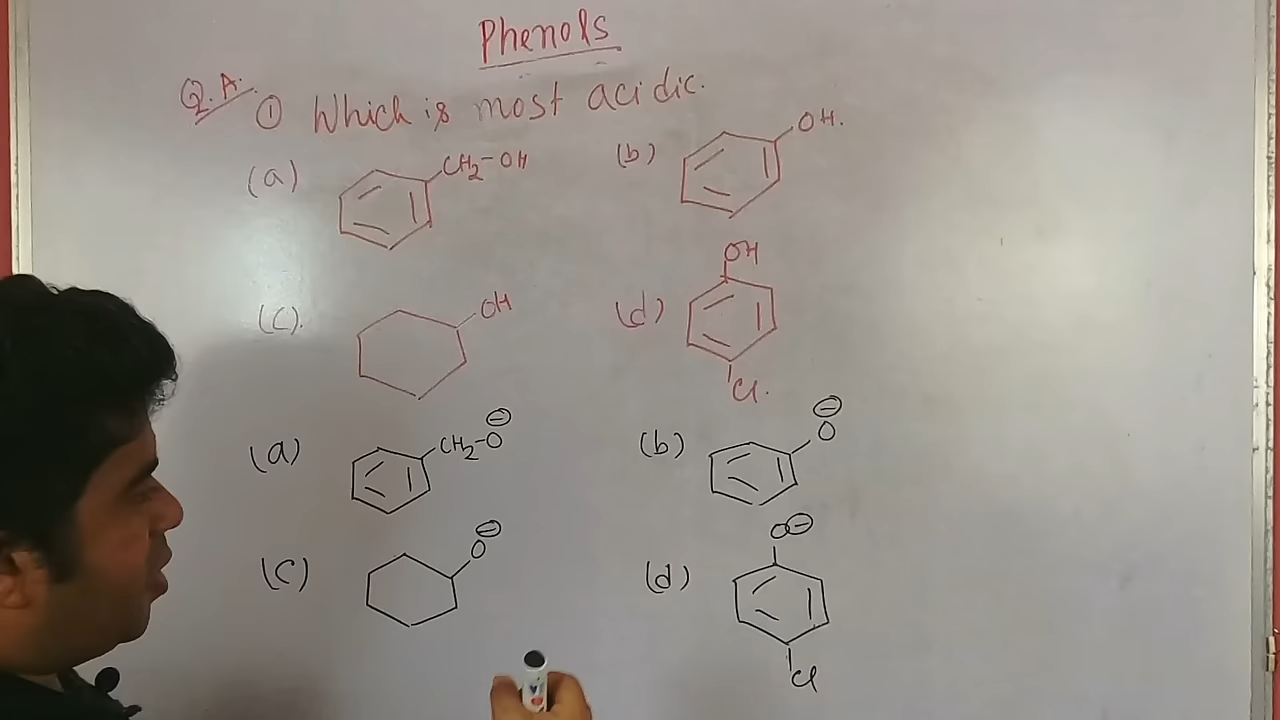 Phenols
Q.A. ① Which is most acidic.
(a) CH₂-OH (b) OH.
(c). OH (d) OH
Cl.
(a) CH₂-O⊖ (b) O⊖
(c) O⊖ (d) O⊖
Cl